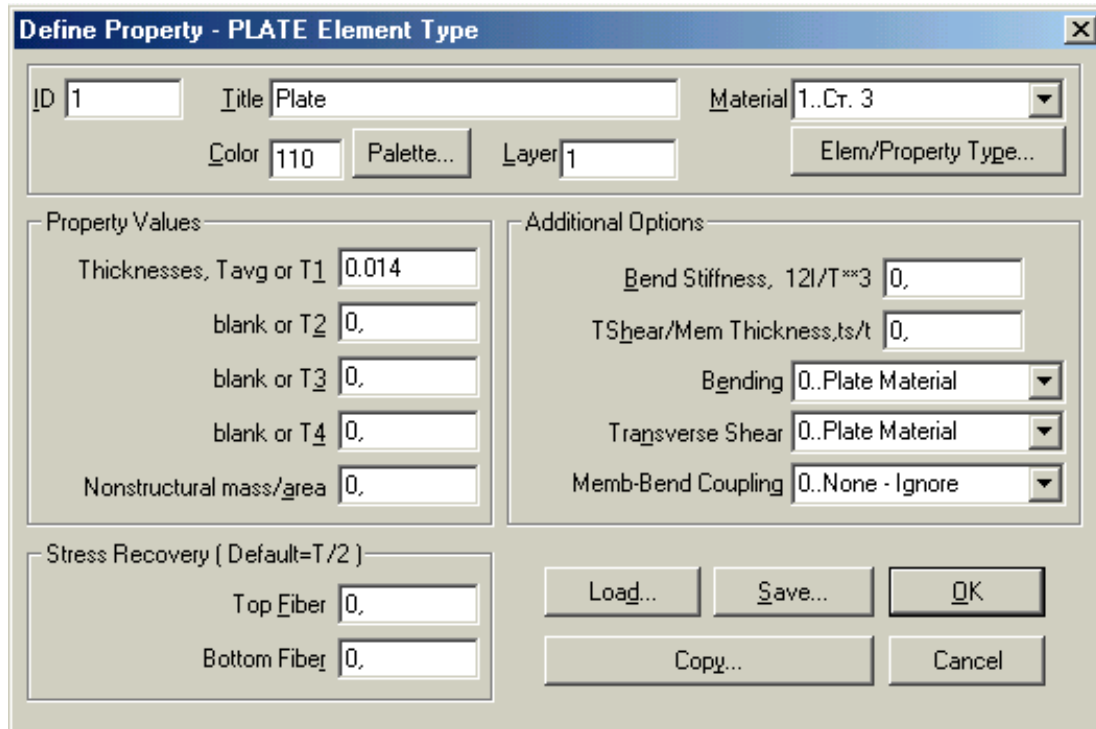 Define Property - PLATE Element Type
ID 1 Title Plate Material 1..Ст. 3
Color 110 Palette... Layer 1 Elem/Property Type...
Property Values
Thicknesses, Tavg or T1 0.014
blank or T2 0,
blank or T3 0,
blank or T4 0,
Nonstructural mass/area 0,
Additional Options
Bend Stiffness, 12I/T**3 0,
TShear/Mem Thickness,ts/t 0,
Bending 0..Plate Material
Transverse Shear 0..Plate Material
Memb-Bend Coupling 0..None - Ignore
Stress Recovery ( Default=T/2 )
Top Fiber 0,
Bottom Fiber 0,
Load... Save... OK
Copy... Cancel